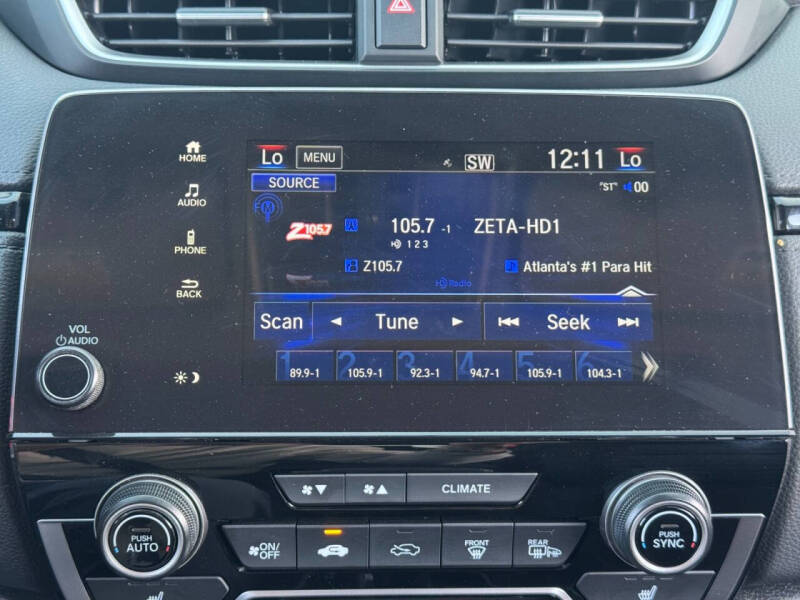 Lo MENU SW 12:11 Lo
HOME
SOURCE
"ST" 00
AUDIO
FM
Z105.7 105.7 -1 ZETA-HD1
HD 1 2 3
PHONE
Z105.7 Atlanta's #1 Para Hit
BACK
HD Radio
Scan Tune Seek
VOL
AUDIO
1 2 3 4 5 6
89.9-1 105.9-1 92.3-1 94.7-1 105.9-1 104.3-1
CLIMATE
PUSH
AUTO
ON/
OFF
FRONT
REAR
PUSH
SYNC